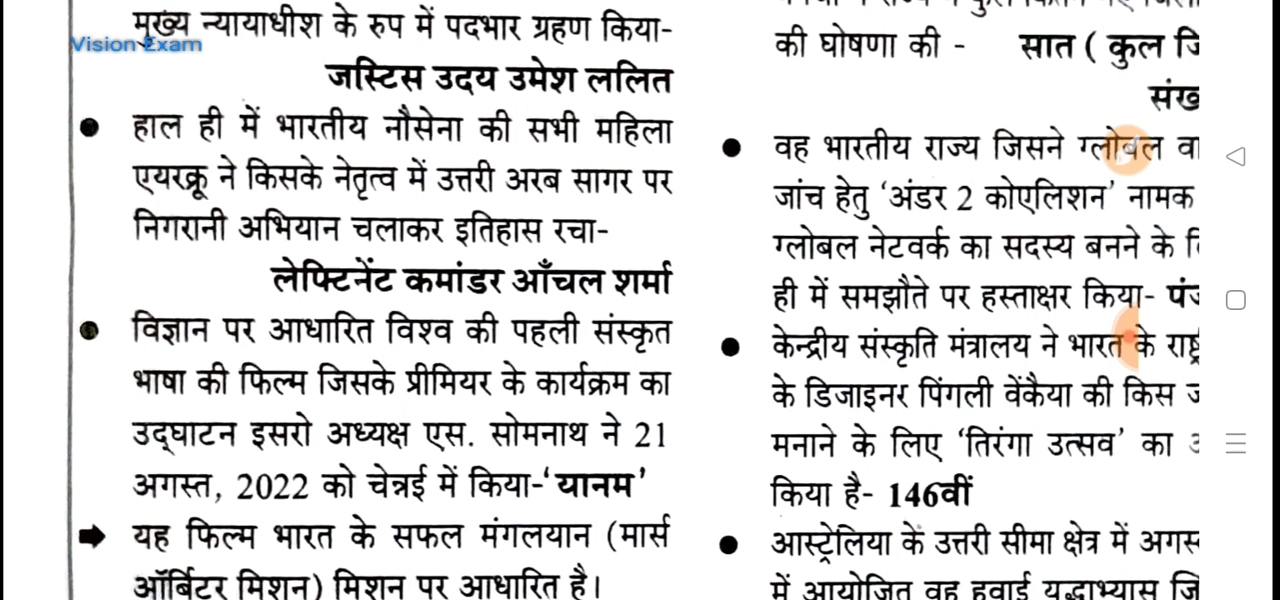 मुख्य न्यायाधीश के रुप में पदभार ग्रहण किया-
Vision Exam
जस्टिस उदय उमेश ललित
● हाल ही में भारतीय नौसेना की सभी महिला
एयरक्रू ने किसके नेतृत्व में उत्तरी अरब सागर पर
निगरानी अभियान चलाकर इतिहास रचा-
लेफ्टिनेंट कमांडर आँचल शर्मा
● विज्ञान पर आधारित विश्व की पहली संस्कृत
भाषा की फिल्म जिसके प्रीमियर के कार्यक्रम का
उद्घाटन इसरो अध्यक्ष एस. सोमनाथ ने 21
अगस्त, 2022 को चेन्नई में किया-‘यानम’
➡ यह फिल्म भारत के सफल मंगलयान (मार्स
ऑर्बिटर मिशन) मिशन पर आधारित है।
की घोषणा की - सात ( कुल
● वह भारतीय राज्य जिसने ग्लोबल
जांच हेतु ‘अंडर 2 कोएलिशन’ नामक
ग्लोबल नेटवर्क का सदस्य बनने के
ही में समझौते पर हस्ताक्षर किया-
● केन्द्रीय संस्कृति मंत्रालय ने भारत के
के डिजाइनर पिंगली वेंकैया की किस
मनाने के लिए ‘तिरंगा उत्सव’ का
किया है- 146वीं
● आस्ट्रेलिया के उत्तरी सीमा क्षेत्र में
में आयोजित वह हवाई युद्धाभ्यास